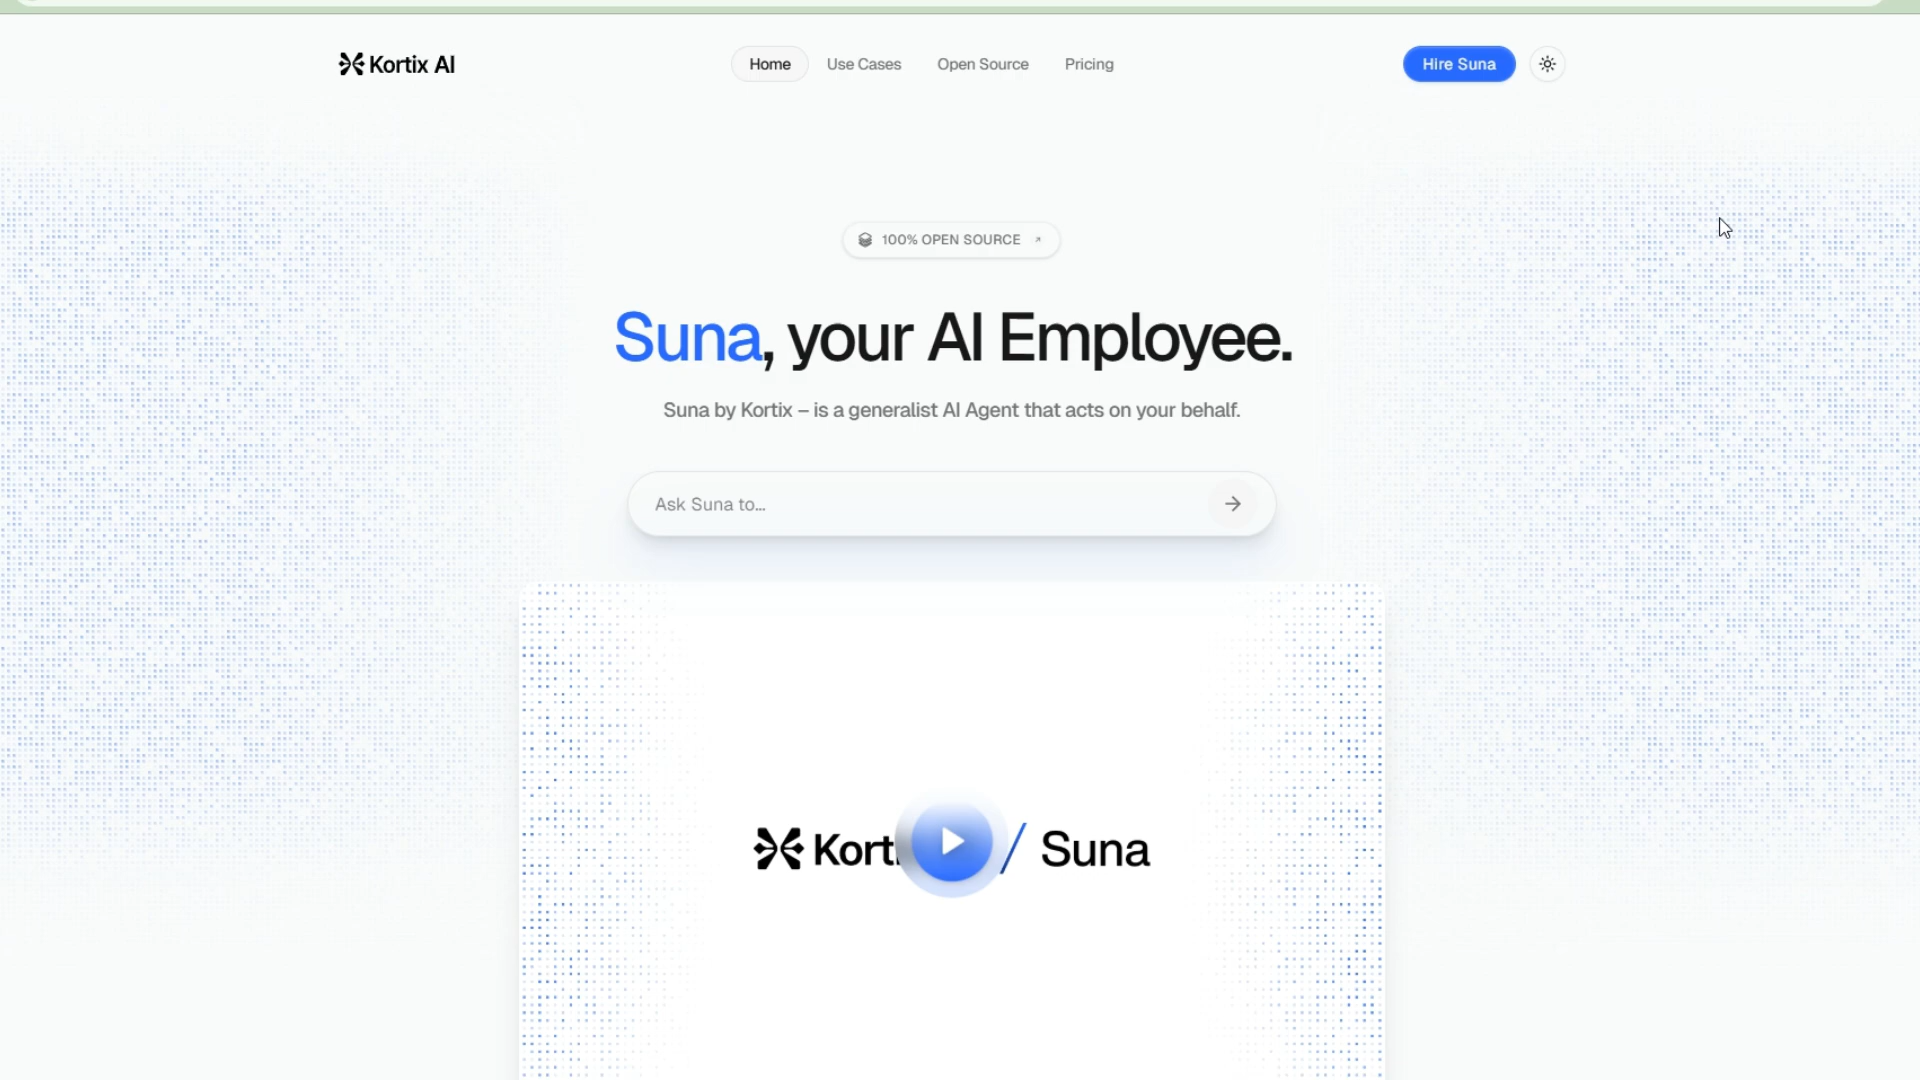 Kortix AI
Home
Use Cases
Open Source
Pricing
Hire Suna
100% OPEN SOURCE
Suna, your AI Employee.
Suna by Kortix – is a generalist AI Agent that acts on your behalf.
Ask Suna to...
/ Suna